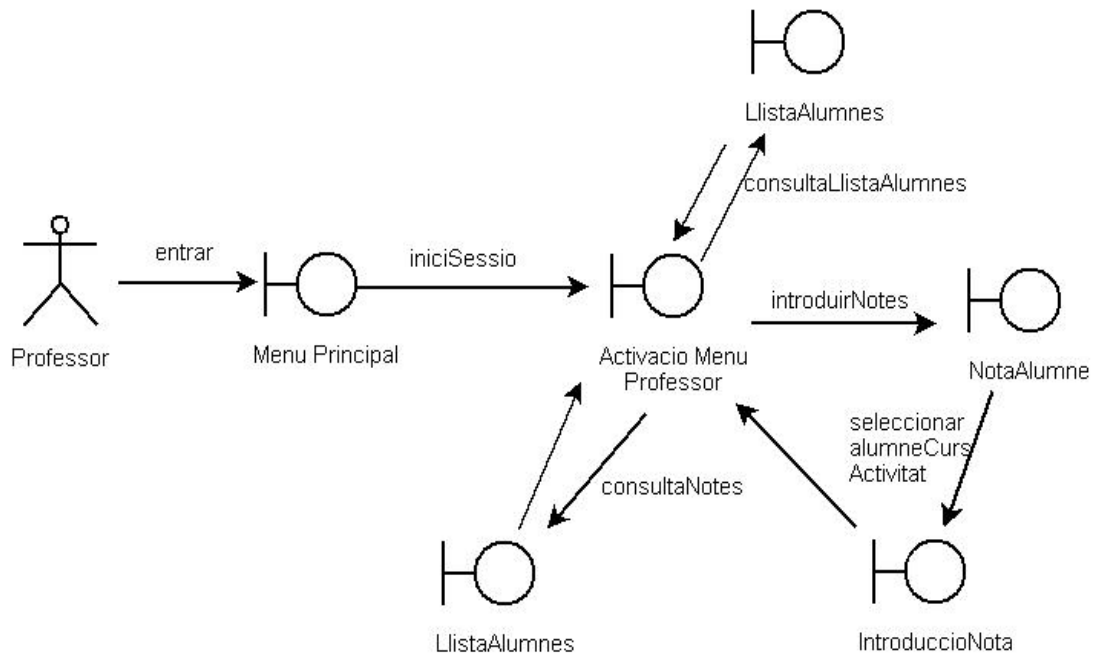 LlistaAlumnes
consultaLlistaAlumnes
entrar
iniciSessio
introduirNotes
Professor
Menu Principal
Activacio Menu
Professor
NotaAlumne
seleccionar
alumneCurs
Activitat
consultaNotes
LlistaAlumnes
IntroduccioNota